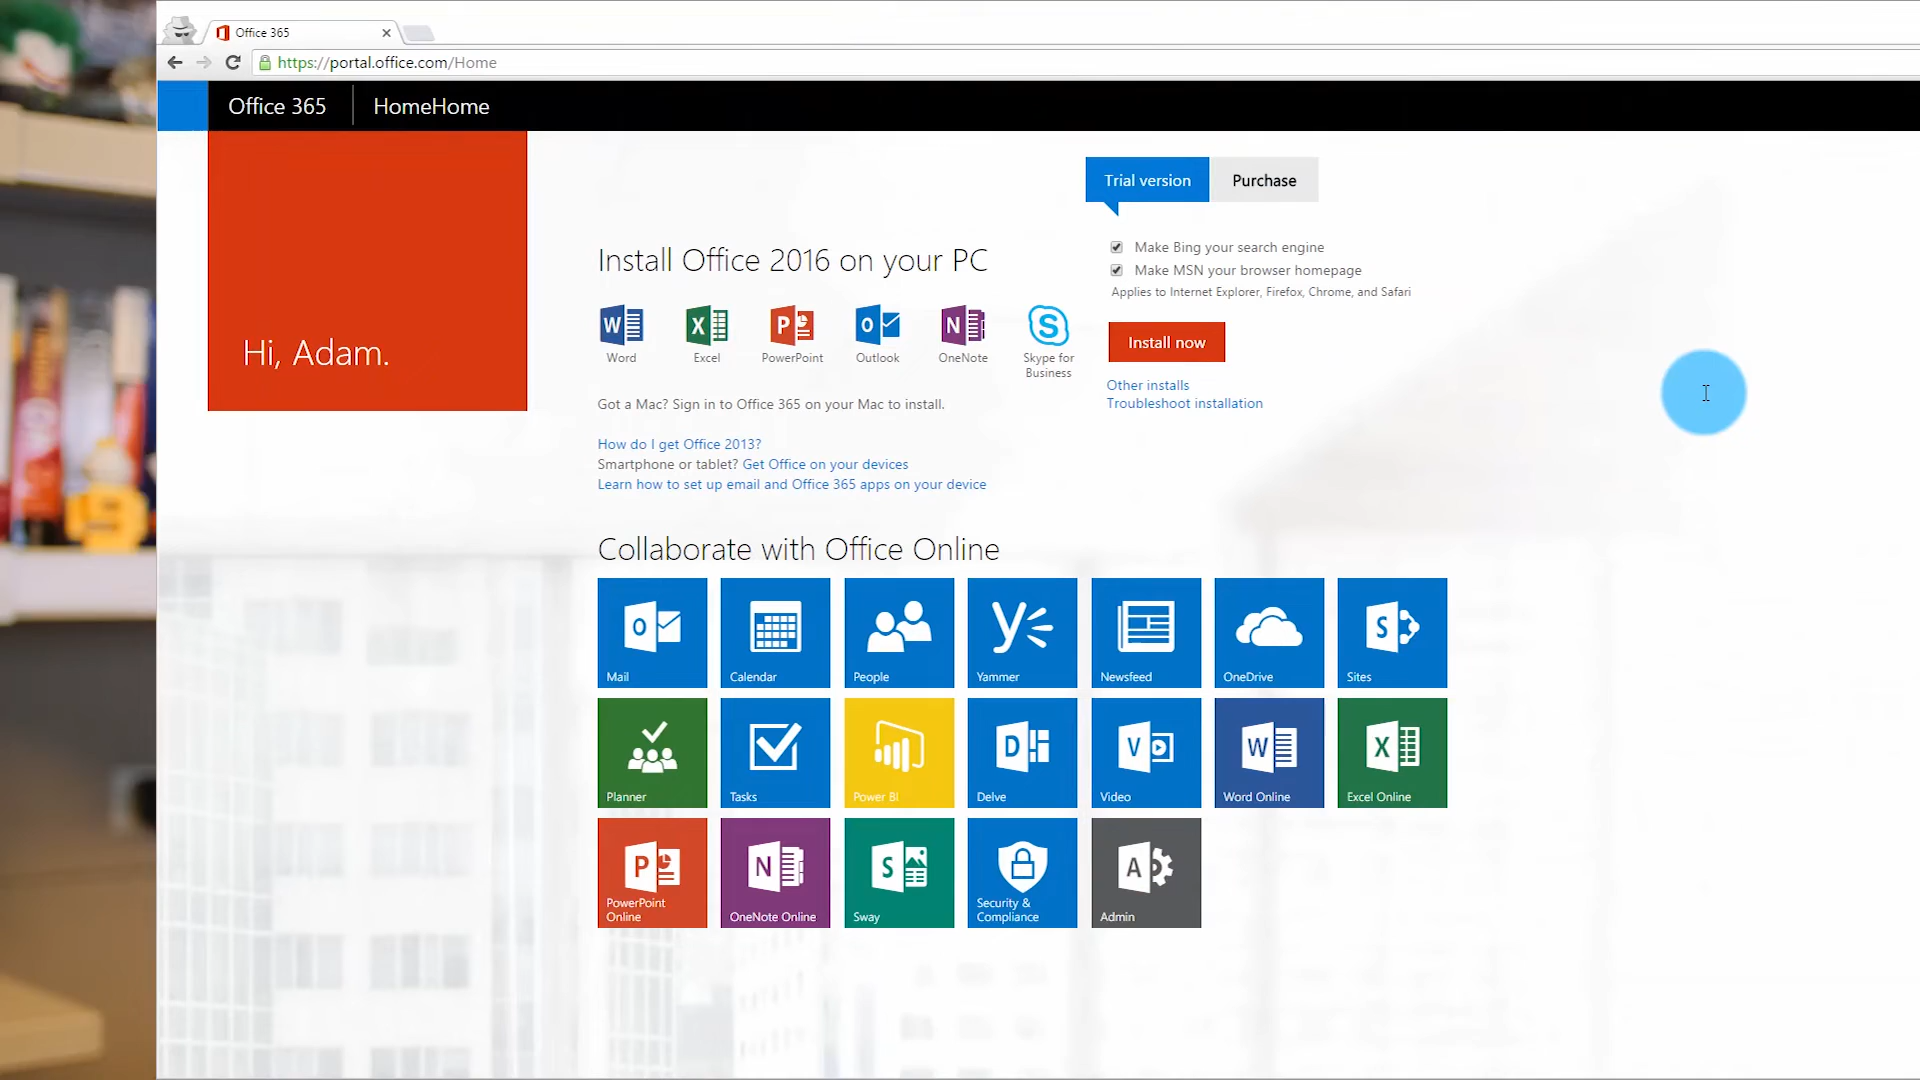 Office 365
https://portal.office.com/Home
Office 365
HomeHome
Hi, Adam.
Trial version
Purchase
Install Office 2016 on your PC
Make Bing your search engine
Make MSN your browser homepage
Applies to Internet Explorer, Firefox, Chrome, and Safari
Word
Excel
PowerPoint
Outlook
OneNote
Skype for
Business
Install now
Other installs
Troubleshoot installation
Got a Mac? Sign in to Office 365 on your Mac to install.
How do I get Office 2013?
Smartphone or tablet? Get Office on your devices
Learn how to set up email and Office 365 apps on your device
Collaborate with Office Online
Mail
Calendar
People
Yammer
Newsfeed
OneDrive
Sites
Planner
Tasks
Power BI
Delve
Video
Word Online
Excel Online
PowerPoint
Online
OneNote Online
Sway
Security &
Compliance
Admin